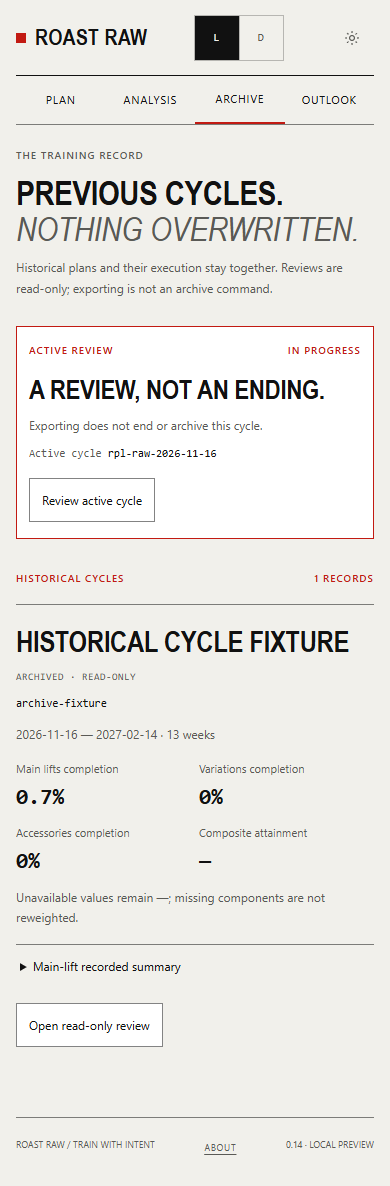 ROAST RAW
L
D
PLAN
ANALYSIS
ARCHIVE
OUTLOOK
THE TRAINING RECORD
PREVIOUS CYCLES.
NOTHING OVERWRITTEN.
Historical plans and their execution stay together. Reviews are
read-only; exporting is not an archive command.
ACTIVE REVIEW
IN PROGRESS
A REVIEW, NOT AN ENDING.
Exporting does not end or archive this cycle.
Active cycle rpl-raw-2026-11-16
Review active cycle
HISTORICAL CYCLES
1 RECORDS
HISTORICAL CYCLE FIXTURE
ARCHIVED · READ-ONLY
archive-fixture
2026-11-16 — 2027-02-14 · 13 weeks
Main lifts completion
Variations completion
0.7%
0%
Accessories completion
Composite attainment
0%
—
Unavailable values remain —; missing components are not
reweighted.
Main-lift recorded summary
Open read-only review
ROAST RAW / TRAIN WITH INTENT
ABOUT
0.14 · LOCAL PREVIEW